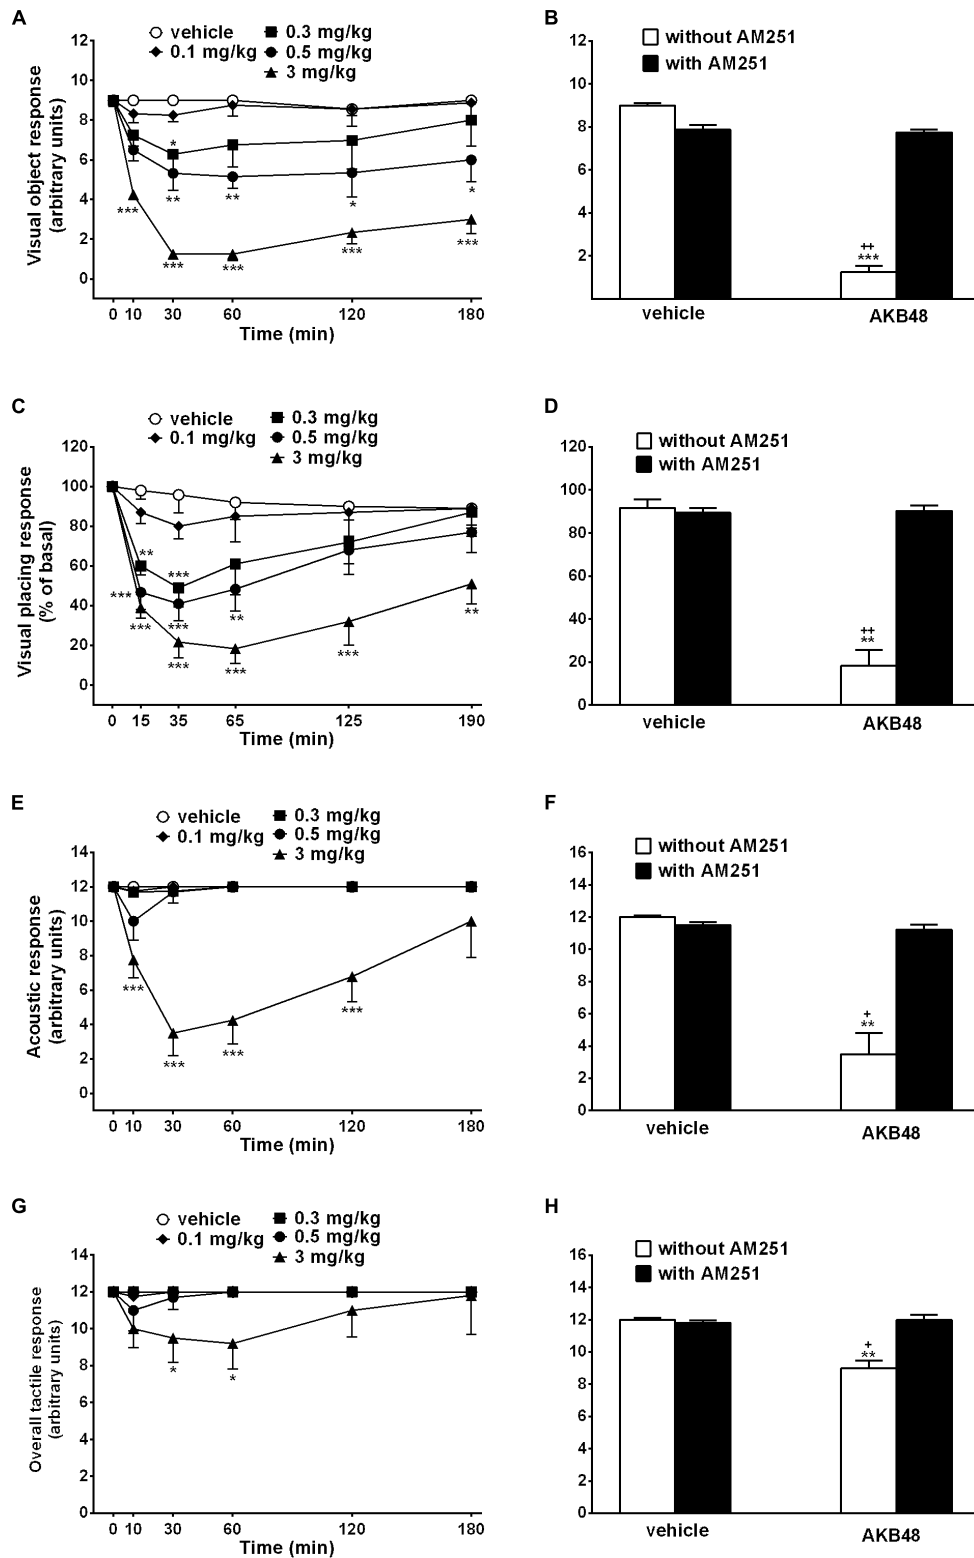 A
vehicle
0.1 mg/kg
0.3 mg/kg
0.5 mg/kg
3 mg/kg
12
10
8
6
4
2
0
Visual object response
(arbitrary units)
*
**
**
*
*
***
***
***
***
***
0 10 30 60 120 180
Time (min)
B
without AM251
with AM251
12
10
8
6
4
2
++
***
vehicle
AKB48
C
vehicle
0.1 mg/kg
0.3 mg/kg
0.5 mg/kg
3 mg/kg
120
100
80
60
40
20
0
Visual placing response
(% of basal)
**
***
***
***
***
**
***
***
***
**
0 15 35 65 125 190
Time (min)
D
without AM251
with AM251
120
100
80
60
40
20
0
++
**
vehicle
AKB48
E
vehicle
0.1 mg/kg
0.3 mg/kg
0.5 mg/kg
3 mg/kg
14
12
10
8
6
4
2
0
Acoustic response
(arbitrary units)
***
***
***
***
0 10 30 60 120 180
Time (min)
F
without AM251
with AM251
16
14
12
10
8
6
4
2
0
+
**
vehicle
AKB48
G
vehicle
0.1 mg/kg
0.3 mg/kg
0.5 mg/kg
3 mg/kg
14
12
10
8
6
4
2
0
Overall tactile response
(arbitrary units)
*
*
0 10 30 60 120 180
Time (min)
H
without AM251
with AM251
16
14
12
10
8
6
4
2
0
+
**
vehicle
AKB48